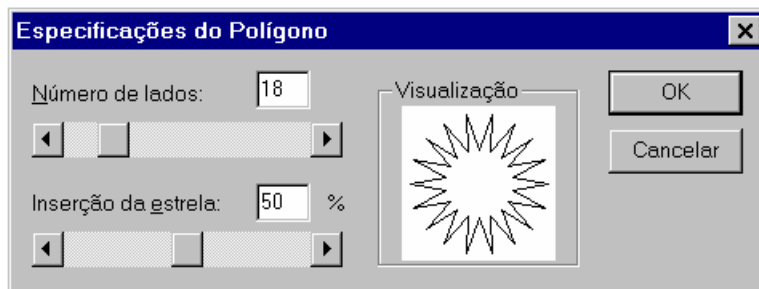 Especificações do Polígono
Número de lados: 18
Inserção da estrela: 50 %
Visualização
OK
Cancelar